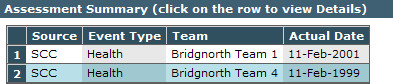 Assessment Summary (click on the row to view Details)
Source Event Type Team Actual Date
1 SCC Health Bridgnorth Team 1 11-Feb-2001
2 SCC Health Bridgnorth Team 4 11-Feb-1999